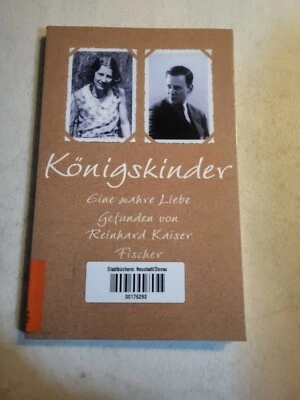 Königskinder
Eine wahre Liebe
Gefunden von
Reinhard Kaiser
Fischer
Stadtbücherei Neustadt/Donau
00176293